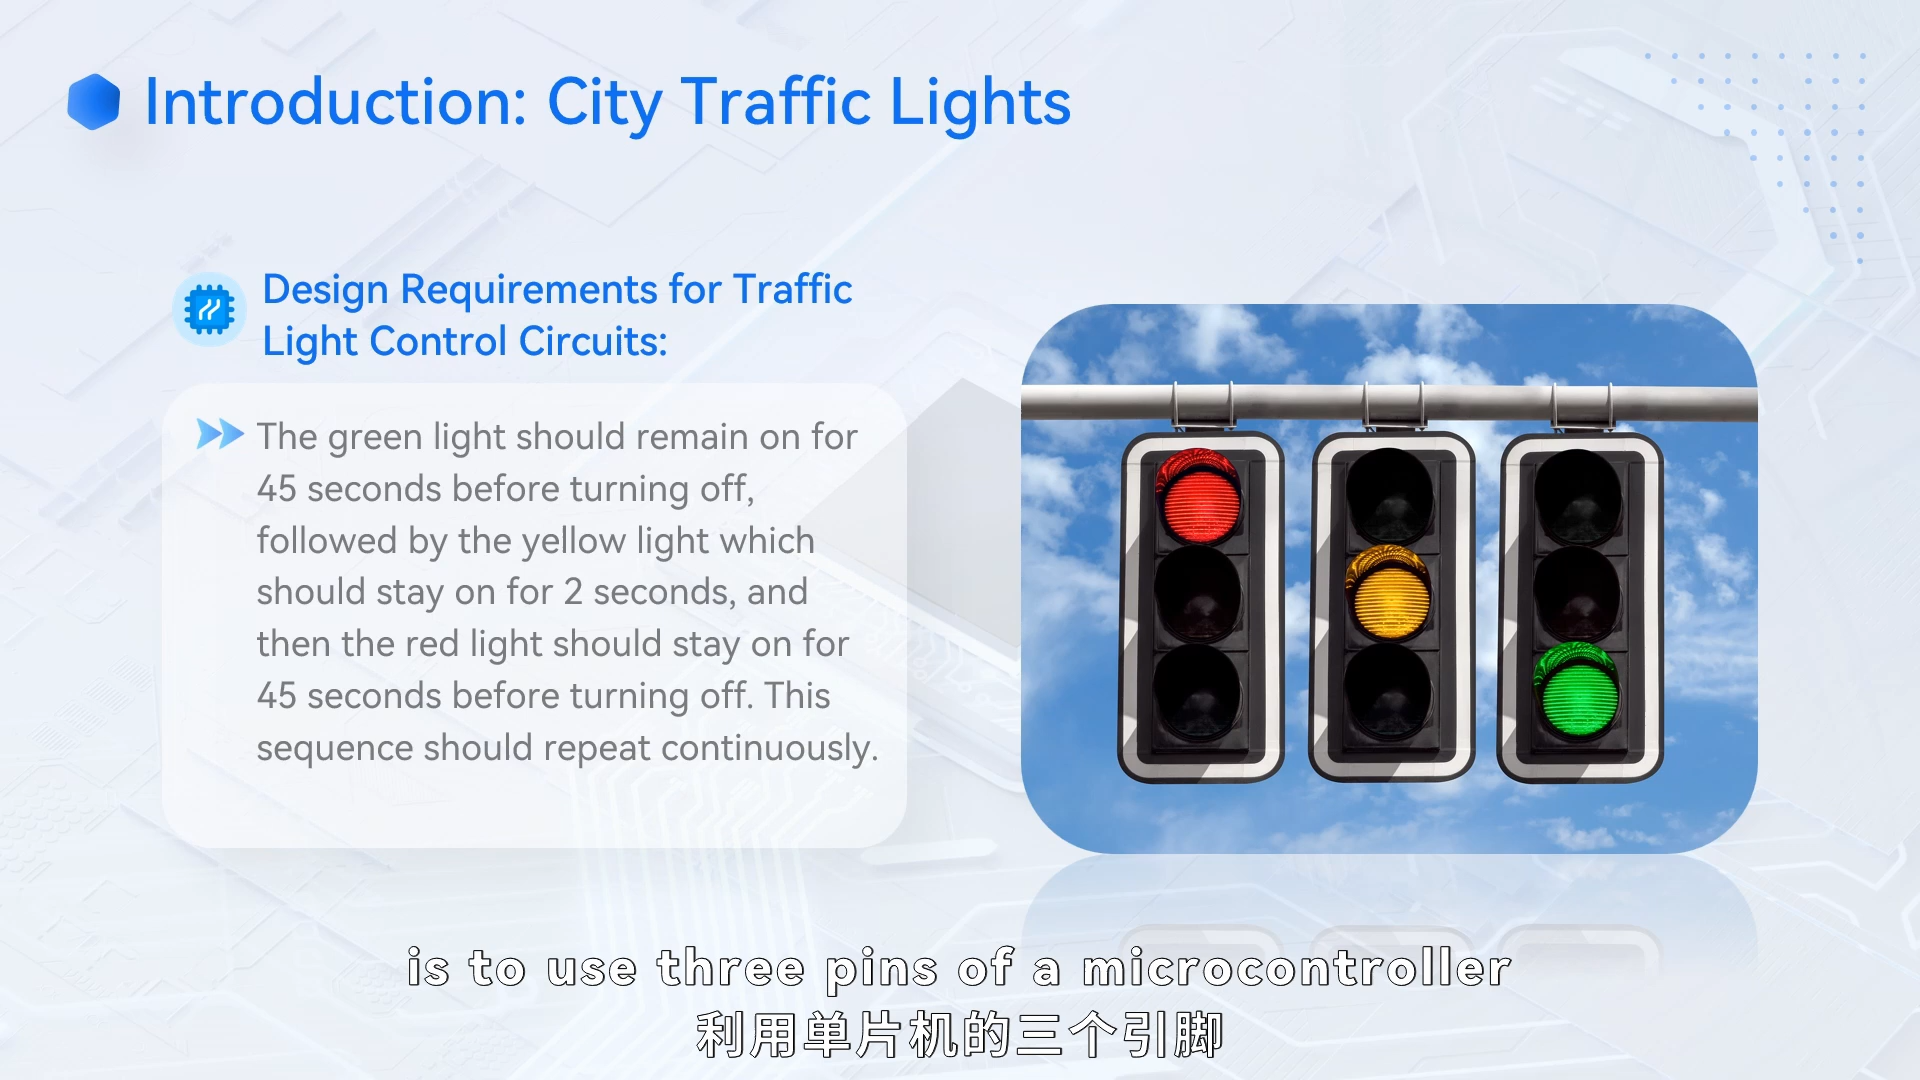 Introduction: City Traffic Lights
Design Requirements for Traffic
Light Control Circuits:
The green light should remain on for
45 seconds before turning off,
followed by the yellow light which
should stay on for 2 seconds, and
then the red light should stay on for
45 seconds before turning off. This
sequence should repeat continuously.
is to use three pins of a microcontroller
利用单片机的三个引脚